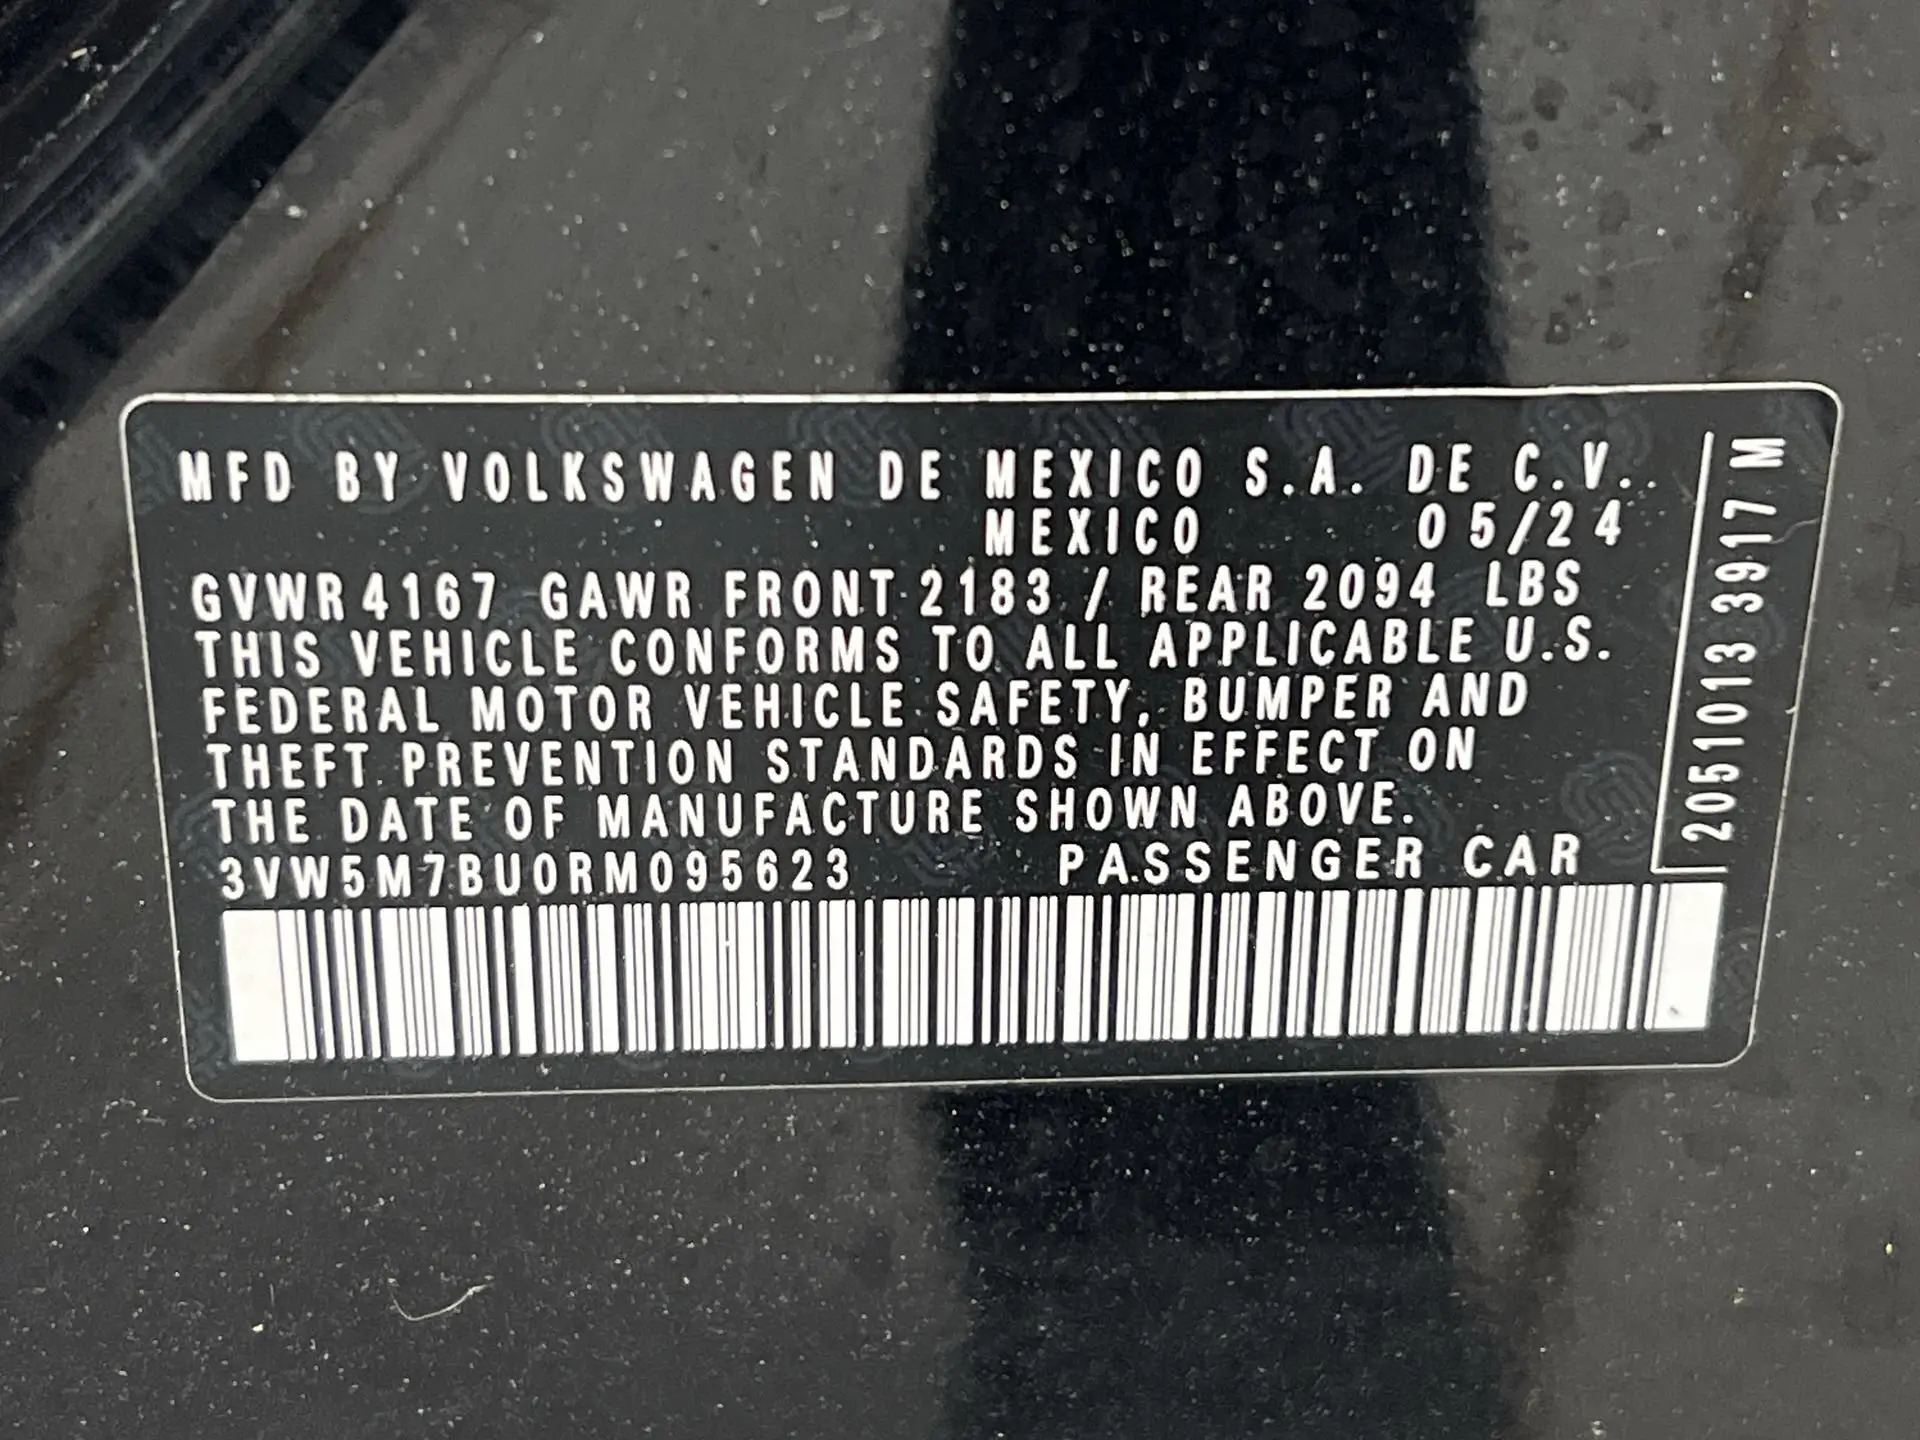 MFD BY VOLKSWAGEN DE MEXICO S.A. DE C.V..
MEXICO 05/24
GVWR 4167 GAWR FRONT 2183 / REAR 2094 LBS
THIS VEHICLE CONFORMS TO ALL APPLICABLE U.S.
FEDERAL MOTOR VEHICLE SAFETY, BUMPER AND
THEFT PREVENTION STANDARDS IN EFFECT ON
THE DATE OF MANUFACTURE SHOWN ABOVE.
3VW5M7BU0RM095623 PASSENGER CAR
2051013 3917 M